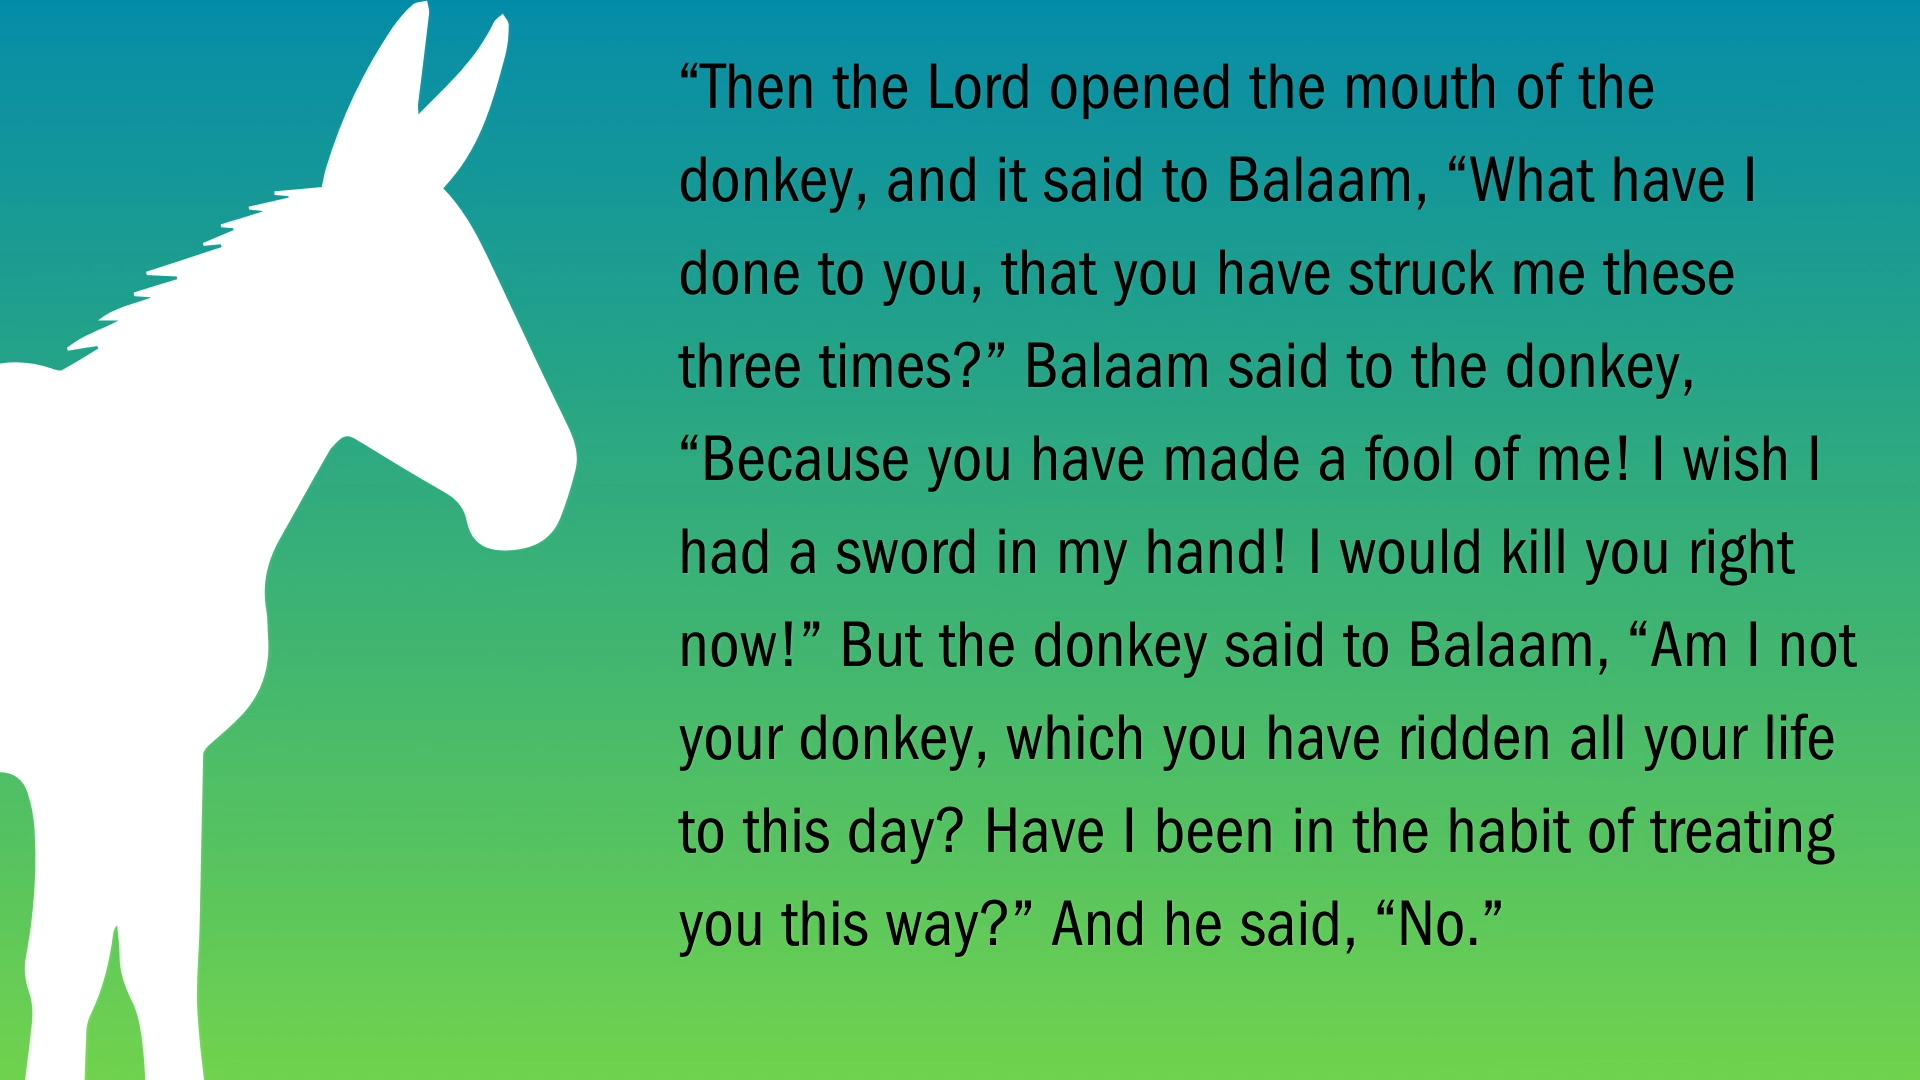 “Then the Lord opened the mouth of the
donkey, and it said to Balaam, “What have I
done to you, that you have struck me these
three times?” Balaam said to the donkey,
“Because you have made a fool of me! I wish I
had a sword in my hand! I would kill you right
now!” But the donkey said to Balaam, “Am I not
your donkey, which you have ridden all your life
to this day? Have I been in the habit of treating
you this way?” And he said, “No.”